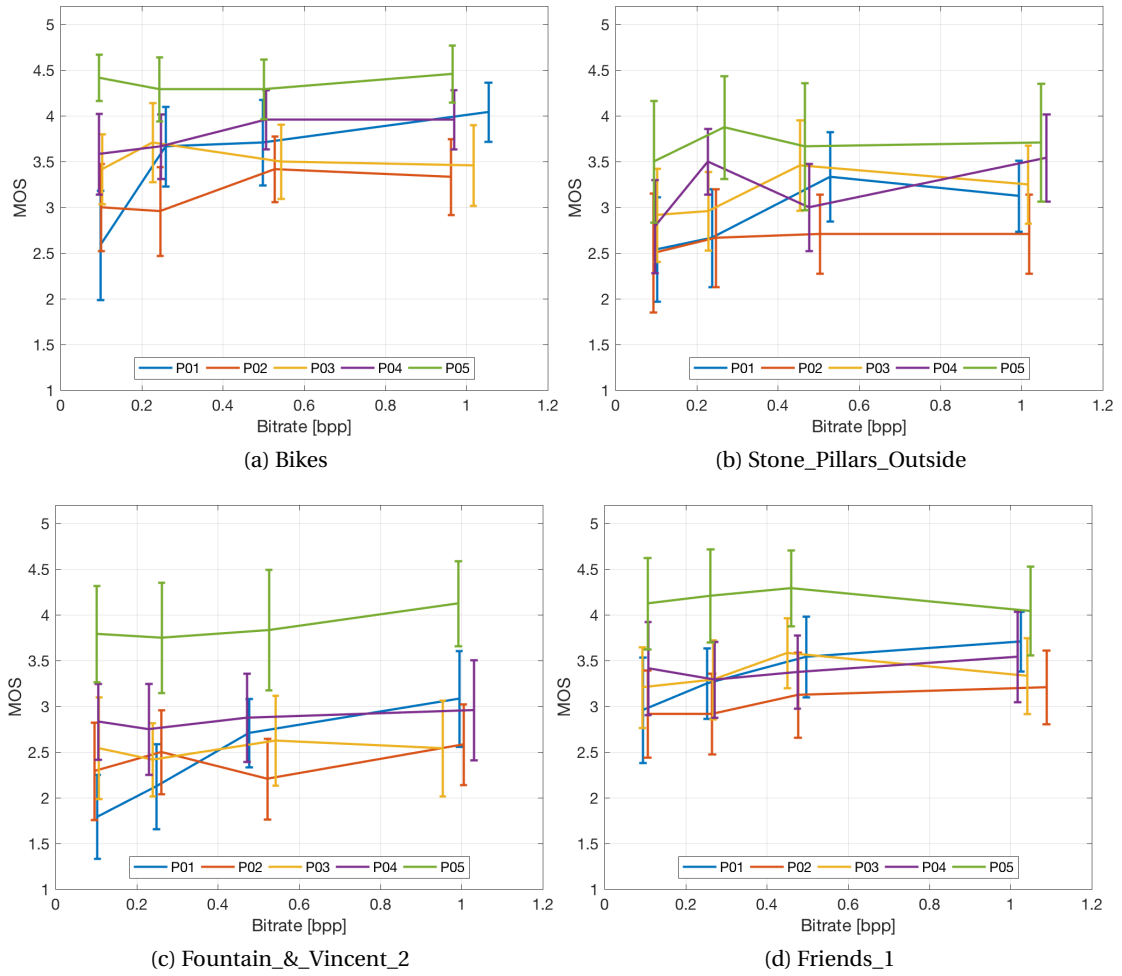 5
4.5
4
3.5
3
2.5
2
1.5
1
MOS
0 0.2 0.4 0.6 0.8 1 1.2
Bitrate [bpp]
P01 P02 P03 P04 P05
(a) Bikes
5
4.5
4
3.5
3
2.5
2
1.5
1
MOS
0 0.2 0.4 0.6 0.8 1 1.2
Bitrate [bpp]
P01 P02 P03 P04 P05
(b) Stone_Pillars_Outside
5
4.5
4
3.5
3
2.5
2
1.5
1
MOS
0 0.2 0.4 0.6 0.8 1 1.2
Bitrate [bpp]
P01 P02 P03 P04 P05
(c) Fountain_&_Vincent_2
5
4.5
4
3.5
3
2.5
2
1.5
1
MOS
0 0.2 0.4 0.6 0.8 1 1.2
Bitrate [bpp]
P01 P02 P03 P04 P05
(d) Friends_1